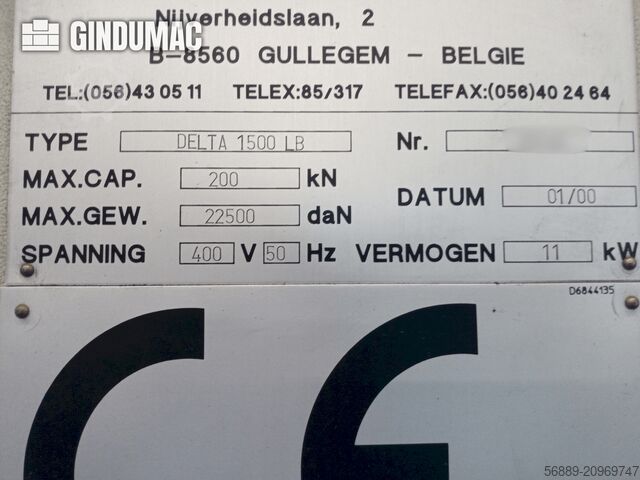 GINDUMAC
Nijverheidslaan, 2
B-8560 GULLEGEM - BELGIE
TEL:(056)43 05 11 TELEX:85/317 TELEFAX:(056)40 24 64
TYPE DELTA 1500 LB Nr.
MAX.CAP. 200 kN
DATUM 01/00
MAX.GEW. 22500 daN
SPANNING 400 V 50 Hz VERMOGEN 11 kW
D6844135
CE
56889-20969747